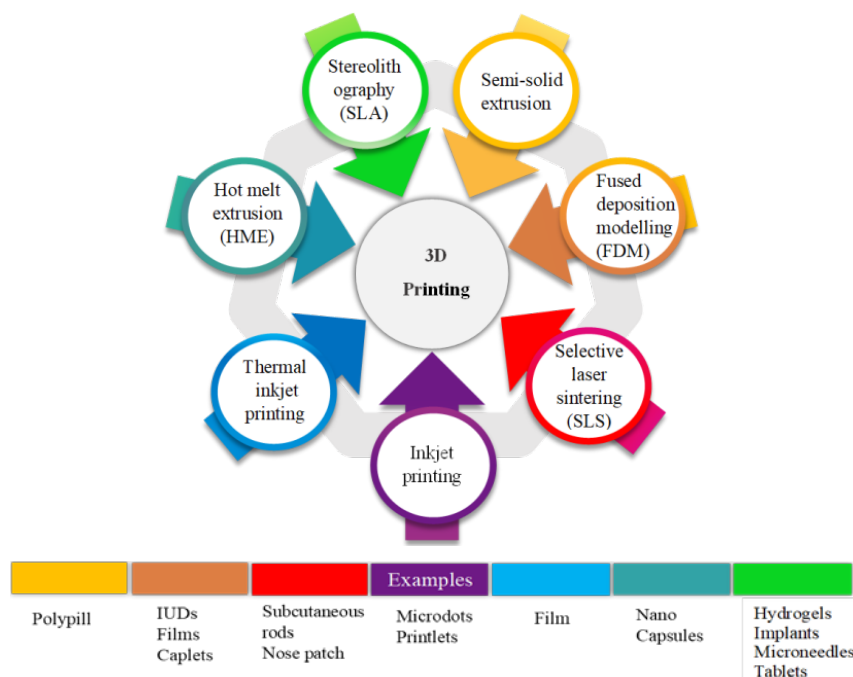 Stereolith
ography
(SLA)
Semi-solid
extrusion
Hot melt
extrusion
(HME)
Fused
deposition
modelling
(FDM)
3D
Printing
Thermal
inkjet
printing
Selective
laser
sintering
(SLS)
Inkjet
printing
Examples
Polypill
IUDs
Films
Caplets
Subcutaneous
rods
Nose patch
Microdots
Printlets
Film
Nano
Capsules
Hydrogels
Implants
Microneedles
Tablets